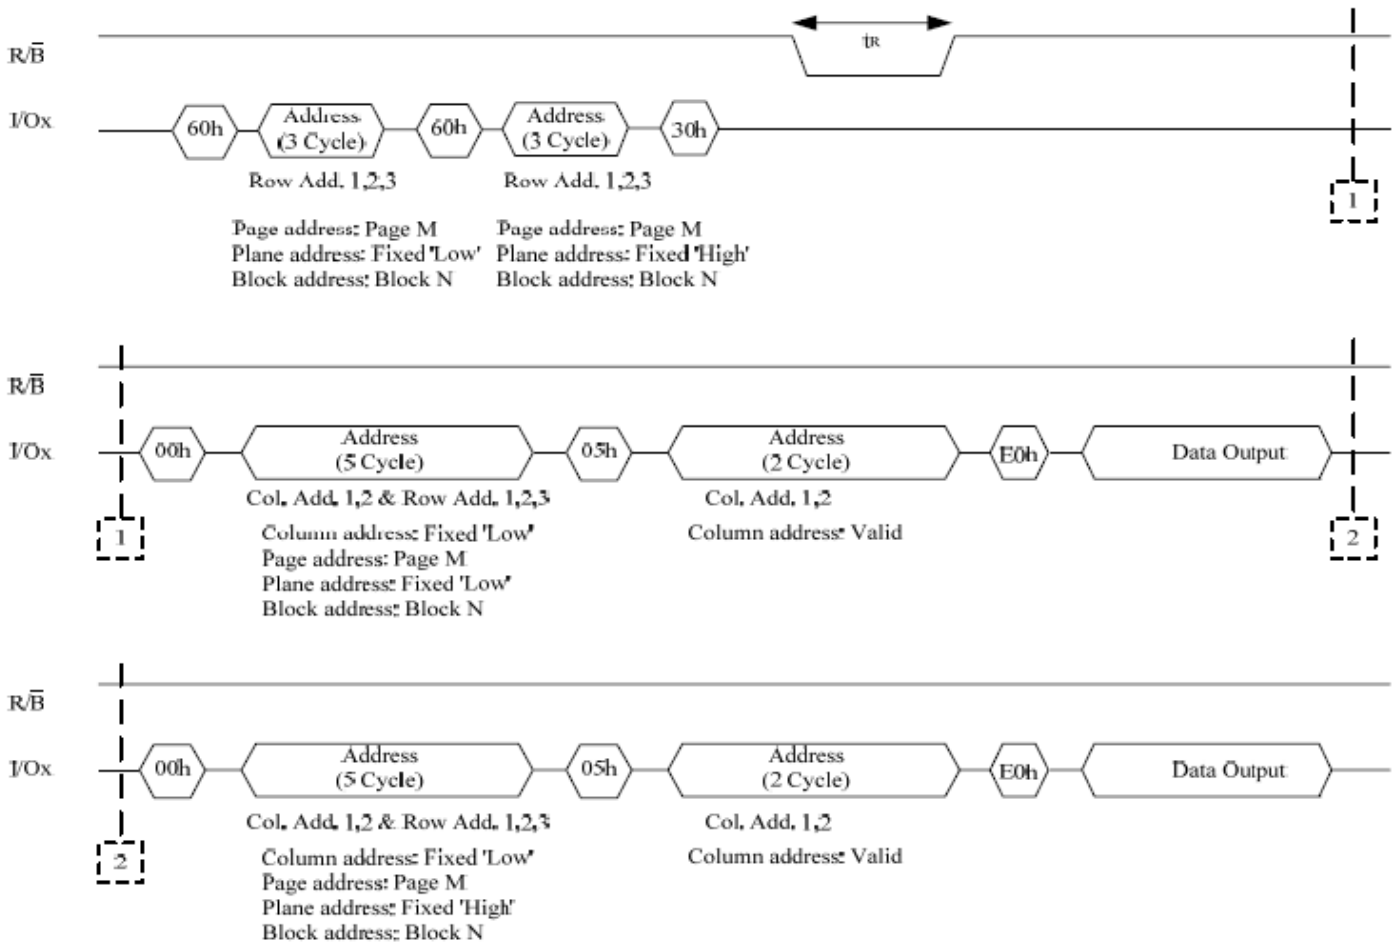 tR
R/B̅
I/Ox
60h
Address
(3 Cycle)
60h
Address
(3 Cycle)
30h
Row Add. 1,2,3
Row Add. 1,2,3
1
Page address: Page M
Plane address: Fixed 'Low'
Block address: Block N
Page address: Page M
Plane address: Fixed 'High'
Block address: Block N
R/B̅
I/Ox
00h
Address
(5 Cycle)
05h
Address
(2 Cycle)
E0h
Data Output
Col. Add. 1,2 & Row Add. 1,2,3
Col. Add. 1,2
1
2
Column address: Fixed 'Low'
Page address: Page M
Plane address: Fixed 'Low'
Block address: Block N
Column address: Valid
R/B̅
I/Ox
00h
Address
(5 Cycle)
05h
Address
(2 Cycle)
E0h
Data Output
Col. Add. 1,2 & Row Add. 1,2,3
Col. Add. 1,2
2
Column address: Fixed 'Low'
Page address: Page M
Plane address: Fixed 'High'
Block address: Block N
Column address: Valid